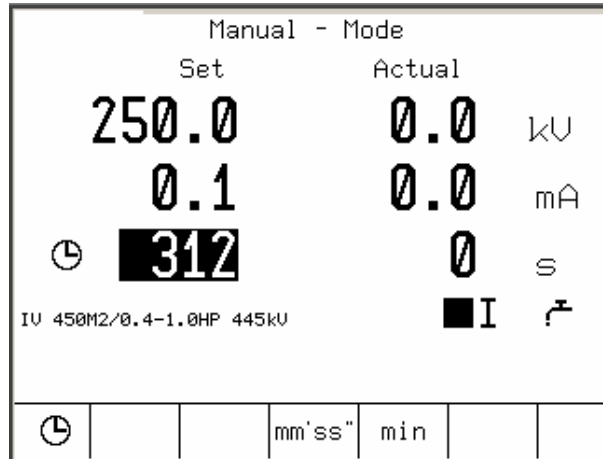 Manual - Mode
Set Actual
250.0 0.0 kV
0.1 0.0 mA
312 0 s
IV 450M2/0.4-1.0HP 445kV I
mm'ss" min